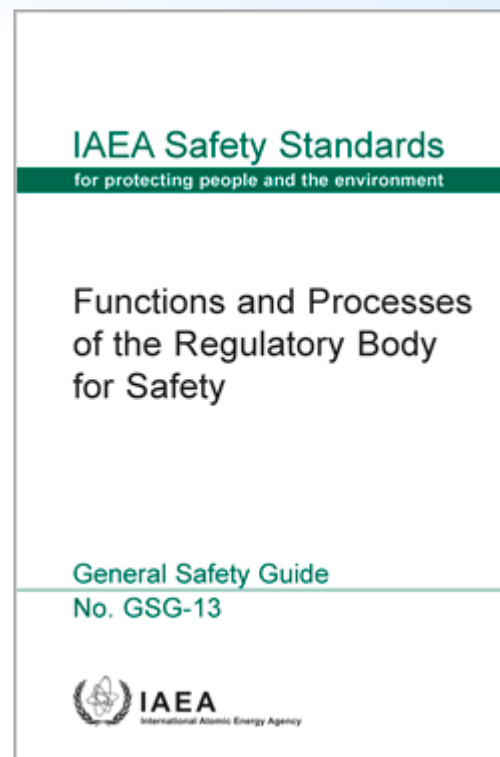 IAEA Safety Standards
for protecting people and the environment
Functions and Processes
of the Regulatory Body
for Safety
General Safety Guide
No. GSG-13
IAEA
International Atomic Energy Agency